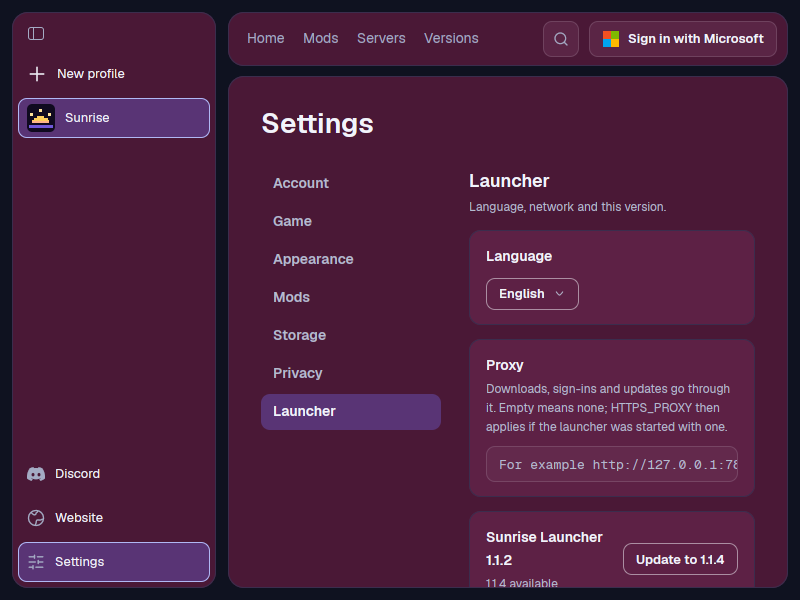 New profile
Sunrise
Discord
Website
Settings
Home
Mods
Servers
Versions
Sign in with Microsoft
Settings
Account
Game
Appearance
Mods
Storage
Privacy
Launcher
Launcher
Language, network and this version.
Language
English
Proxy
Downloads, sign-ins and updates go through
it. Empty means none; HTTPS_PROXY then
applies if the launcher was started with one.
For example http://127.0.0.1:78
Sunrise Launcher
1.1.2
1.1.4 available
Update to 1.1.4